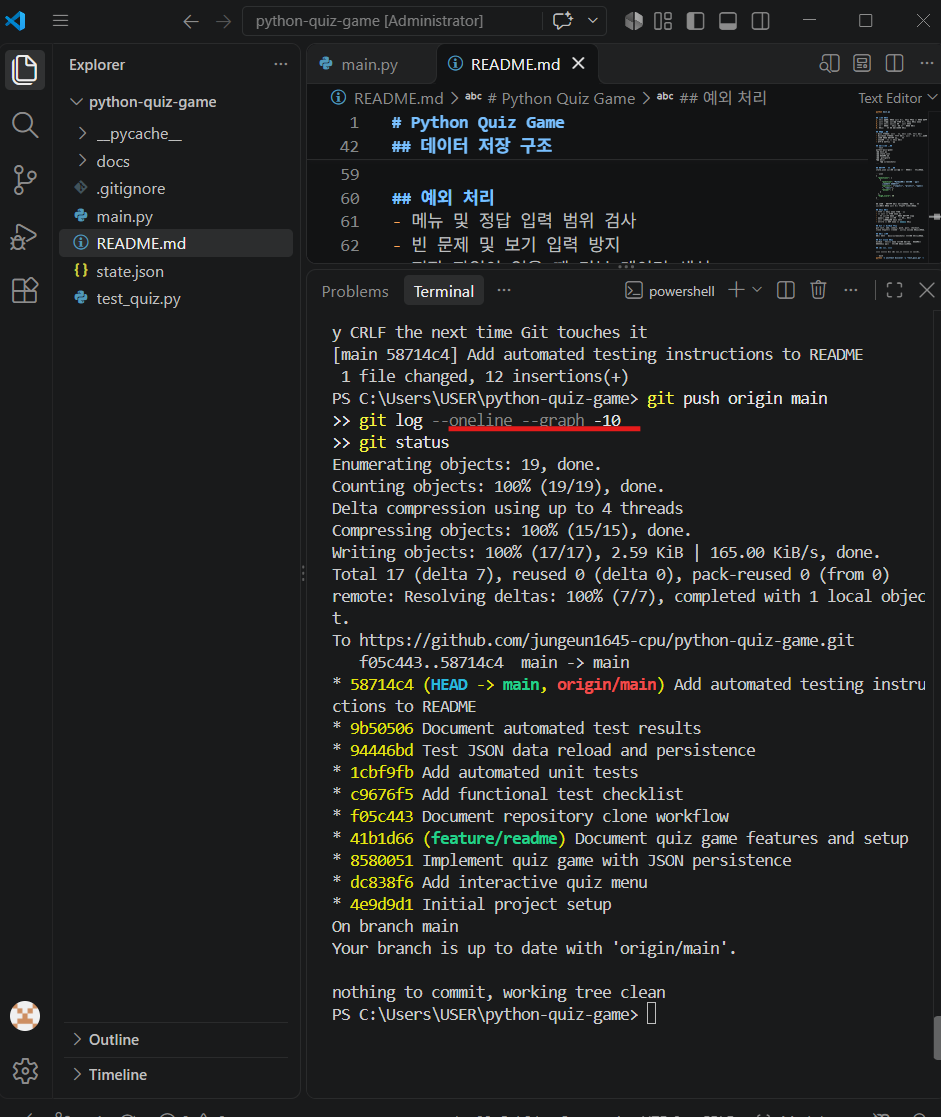 python-quiz-game [Administrator]
Explorer
python-quiz-game
__pycache__
docs
.gitignore
main.py
README.md
state.json
test_quiz.py
Outline
Timeline
main.py
README.md
README.md > abc # Python Quiz Game > abc ## 예외 처리
Text Editor
1 # Python Quiz Game
42 ## 데이터 저장 구조
59
60 ## 예외 처리
61 - 메뉴 및 정답 입력 범위 검사
62 - 빈 문제 및 보기 입력 방지
Problems Terminal ··· powershell
y CRLF the next time Git touches it
[main 58714c4] Add automated testing instructions to README
1 file changed, 12 insertions(+)
PS C:\Users\USER\python-quiz-game> git push origin main
>> git log --oneline --graph -10
>> git status
Enumerating objects: 19, done.
Counting objects: 100% (19/19), done.
Delta compression using up to 4 threads
Compressing objects: 100% (15/15), done.
Writing objects: 100% (17/17), 2.59 KiB | 165.00 KiB/s, done.
Total 17 (delta 7), reused 0 (delta 0), pack-reused 0 (from 0)
remote: Resolving deltas: 100% (7/7), completed with 1 local objec
t.
To https://github.com/jungeun1645-cpu/python-quiz-game.git
f05c443..58714c4  main -> main
* 58714c4 (HEAD -> main, origin/main) Add automated testing instru
ctions to README
* 9b50506 Document automated test results
* 94446bd Test JSON data reload and persistence
* 1cbf9fb Add automated unit tests
* c9676f5 Add functional test checklist
* f05c443 Document repository clone workflow
* 41b1d66 (feature/readme) Document quiz game features and setup
* 8580051 Implement quiz game with JSON persistence
* dc838f6 Add interactive quiz menu
* 4e9d9d1 Initial project setup
On branch main
Your branch is up to date with 'origin/main'.
nothing to commit, working tree clean
PS C:\Users\USER\python-quiz-game>